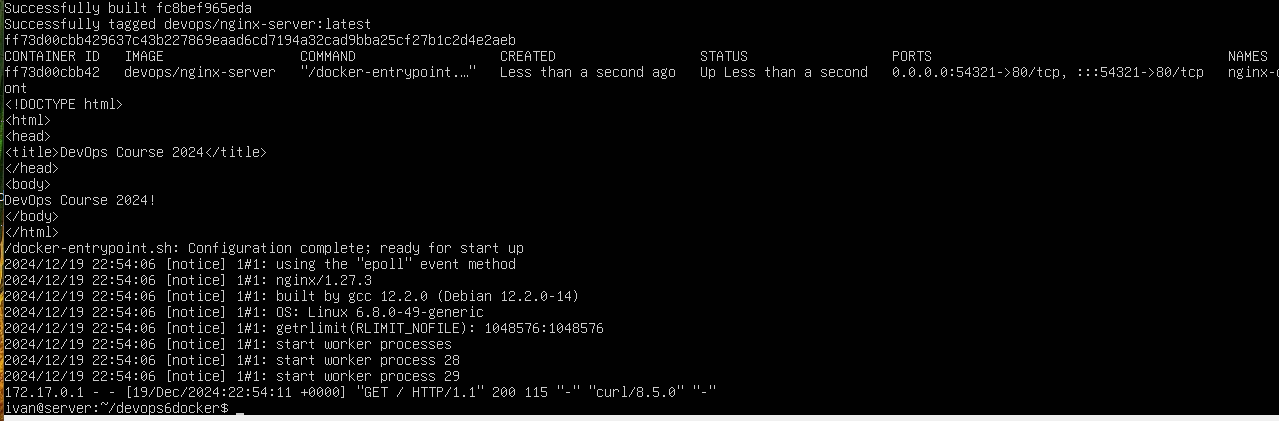 Successfully built fc8bef965eda
Successfully tagged devops/nginx-server:latest
ff73d00cbb429637c43b227869eaad6cd7194a32cad9bba25cf27b1c2d4e2aeb
CONTAINER ID   IMAGE                 COMMAND                  CREATED                  STATUS                  PORTS                                     NAMES
ff73d00cbb42   devops/nginx-server   "/docker-entrypoint.…"   Less than a second ago   Up Less than a second   0.0.0.0:54321->80/tcp, :::54321->80/tcp   nginx-
ont
<!DOCTYPE html>
<html>
<head>
<title>DevOps Course 2024</title>
</head>
<body>
DevOps Course 2024!
</body>
</html>
/docker-entrypoint.sh: Configuration complete; ready for start up
2024/12/19 22:54:06 [notice] 1#1: using the "epoll" event method
2024/12/19 22:54:06 [notice] 1#1: nginx/1.27.3
2024/12/19 22:54:06 [notice] 1#1: built by gcc 12.2.0 (Debian 12.2.0-14)
2024/12/19 22:54:06 [notice] 1#1: OS: Linux 6.8.0-49-generic
2024/12/19 22:54:06 [notice] 1#1: getrlimit(RLIMIT_NOFILE): 1048576:1048576
2024/12/19 22:54:06 [notice] 1#1: start worker processes
2024/12/19 22:54:06 [notice] 1#1: start worker process 28
2024/12/19 22:54:06 [notice] 1#1: start worker process 29
172.17.0.1 - - [19/Dec/2024:22:54:11 +0000] "GET / HTTP/1.1" 200 115 "-" "curl/8.5.0" "-"
ivan@server:~/devops6docker$ _